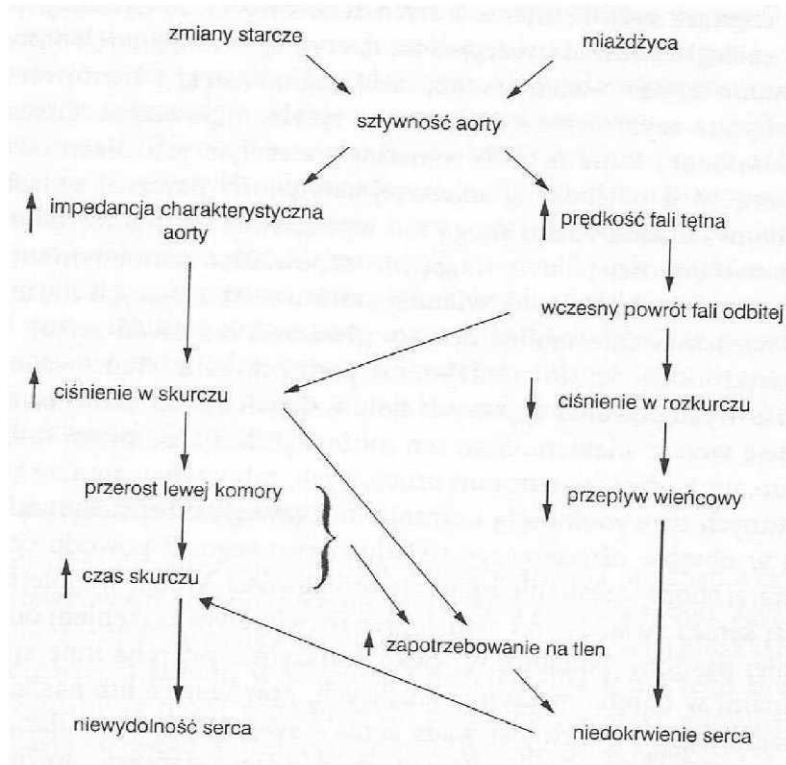 zmiany starcze
miażdżyca
sztywność aorty
impedancja charakterystyczna
aorty
prędkość fali tętna
wczesny powrót fali odbitej
ciśnienie w skurczu
ciśnienie w rozkurczu
przerost lewej komory
przepływ wieńcowy
czas skurczu
zapotrzebowanie na tlen
niewydolność serca
niedokrwienie serca